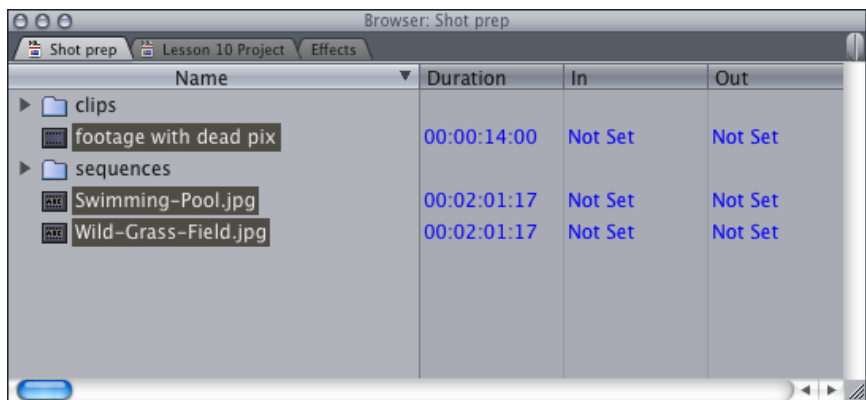 Browser: Shot prep
Shot prep Lesson 10 Project Effects
Name Duration In Out
clips
footage with dead pix 00:00:14:00 Not Set Not Set
sequences
Swimming-Pool.jpg 00:02:01:17 Not Set Not Set
Wild-Grass-Field.jpg 00:02:01:17 Not Set Not Set